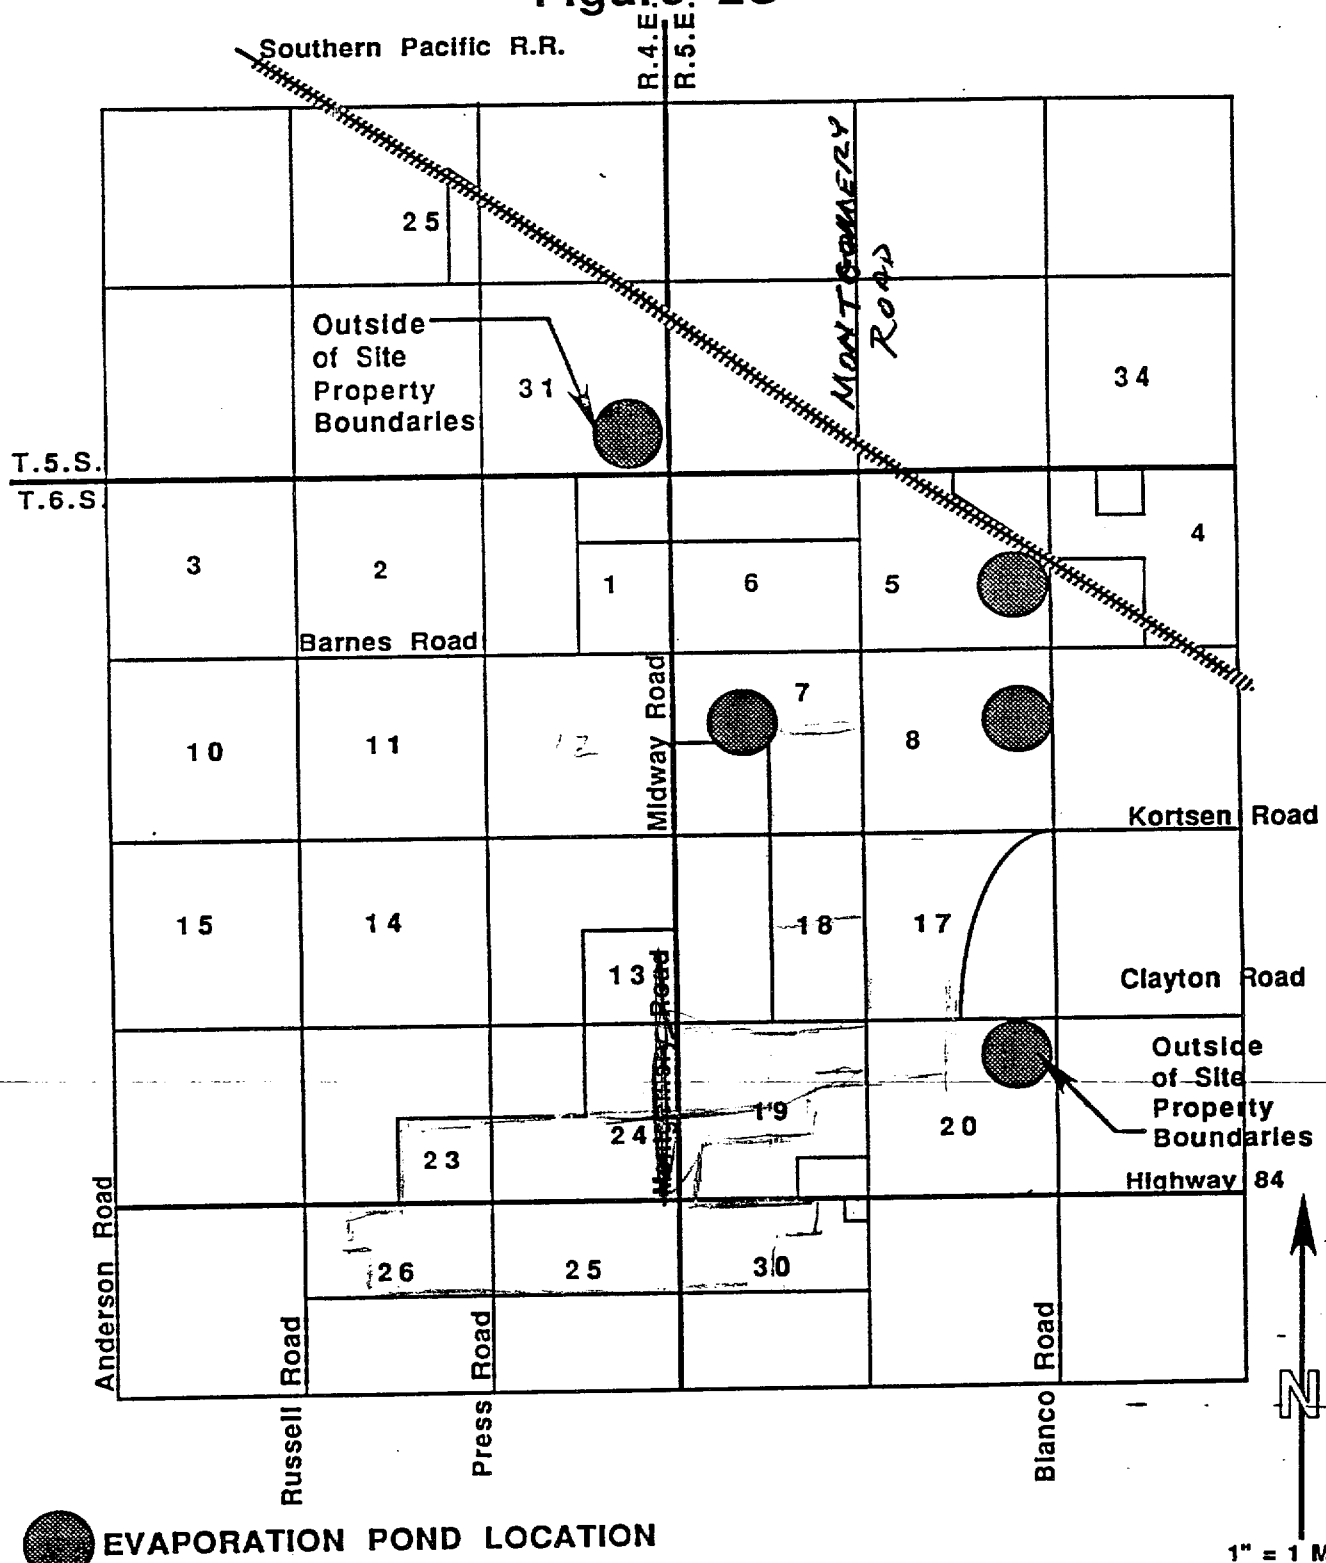 R.4.E.
R.5.E.
Southern Pacific R.R.
MONTGOMERY
ROAD
25
Outside
of Site
Property
Boundaries
31
34
T.5.S.
T.6.S.
3
2
1
6
5
4
Barnes Road
Midway Road
7
10
11
12
8
Kortsen Road
15
14
13
18
17
Clayton Road
Montgomery Road
Outside
of Site
Property
Boundaries
19
20
24
23
Highway 84
Anderson Road
26
25
30
Russell Road
Press Road
Blanco Road
N
EVAPORATION POND LOCATION
1" = 1 M